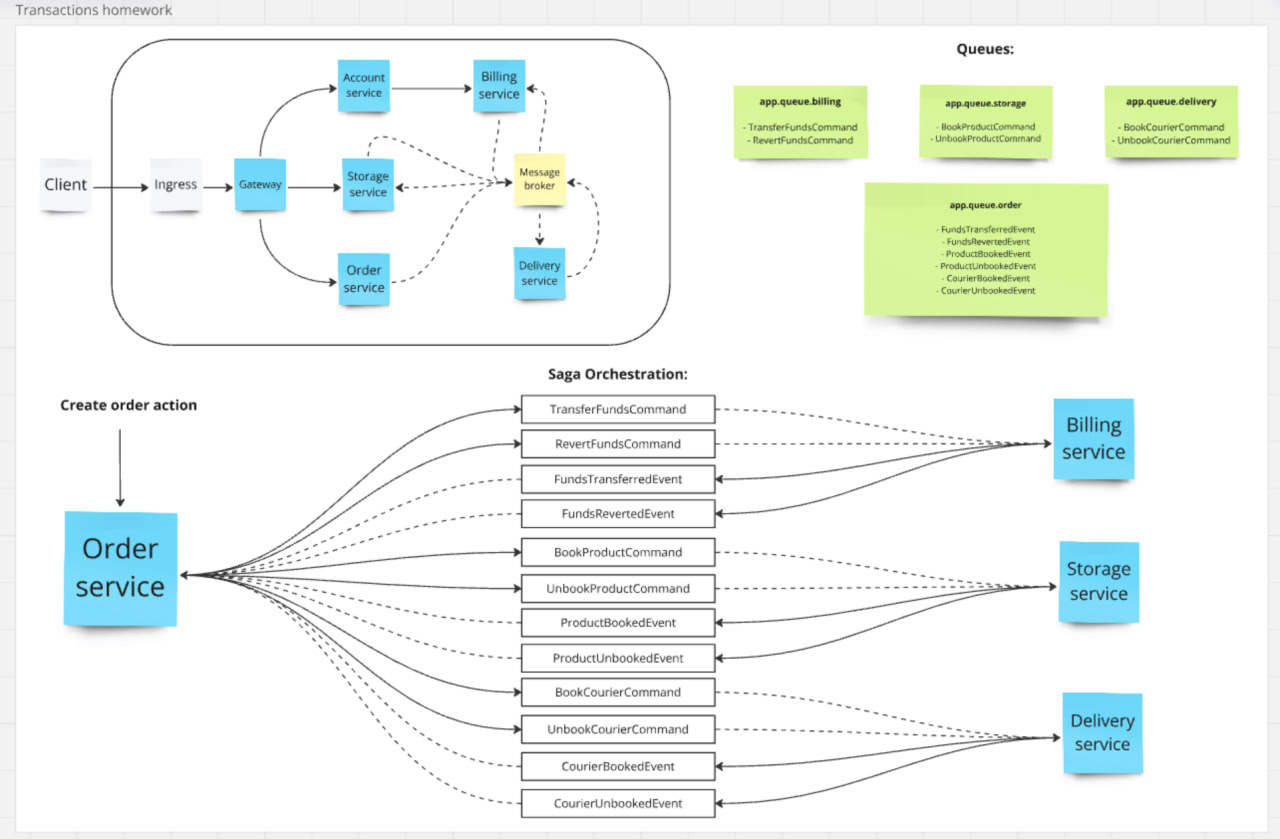 Transactions homework
Account
service
Billing
service
Client
Ingress
Gateway
Storage
service
Message
broker
Order
service
Delivery
service
Queues:
app.queue.billing
- TransferFundsCommand
- RevertFundsCommand
app.queue.storage
- BookProductCommand
- UnbookProductCommand
app.queue.delivery
- BookCourierCommand
- UnbookCourierCommand
app.queue.order
- FundsTransferredEvent
- FundsRevertedEvent
- ProductBookedEvent
- ProductUnbookedEvent
- CourierBookedEvent
- CourierUnbookedEvent
Saga Orchestration:
Create order action
Order
service
TransferFundsCommand
RevertFundsCommand
FundsTransferredEvent
FundsRevertedEvent
BookProductCommand
UnbookProductCommand
ProductBookedEvent
ProductUnbookedEvent
BookCourierCommand
UnbookCourierCommand
CourierBookedEvent
CourierUnbookedEvent
Billing
service
Storage
service
Delivery
service